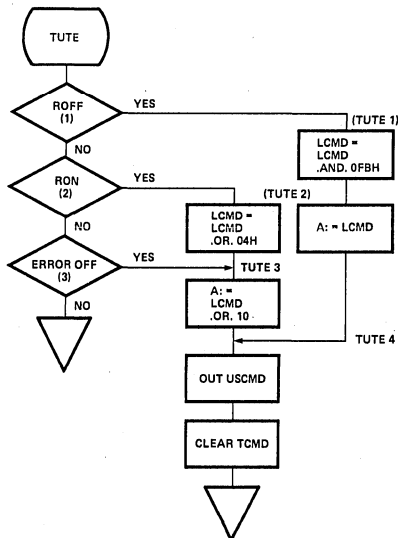 TUTE
ROFF
(1)
YES
NO
(TUTE 1)
LCMD =
LCMD
.AND. 0FBH
RON
(2)
YES
NO
(TUTE 2)
LCMD =
LCMD
.OR. 04H
A: = LCMD
ERROR OFF
(3)
YES
NO
TUTE 3
A: =
LCMD
.OR. 10
TUTE 4
OUT USCMD
CLEAR TCMD